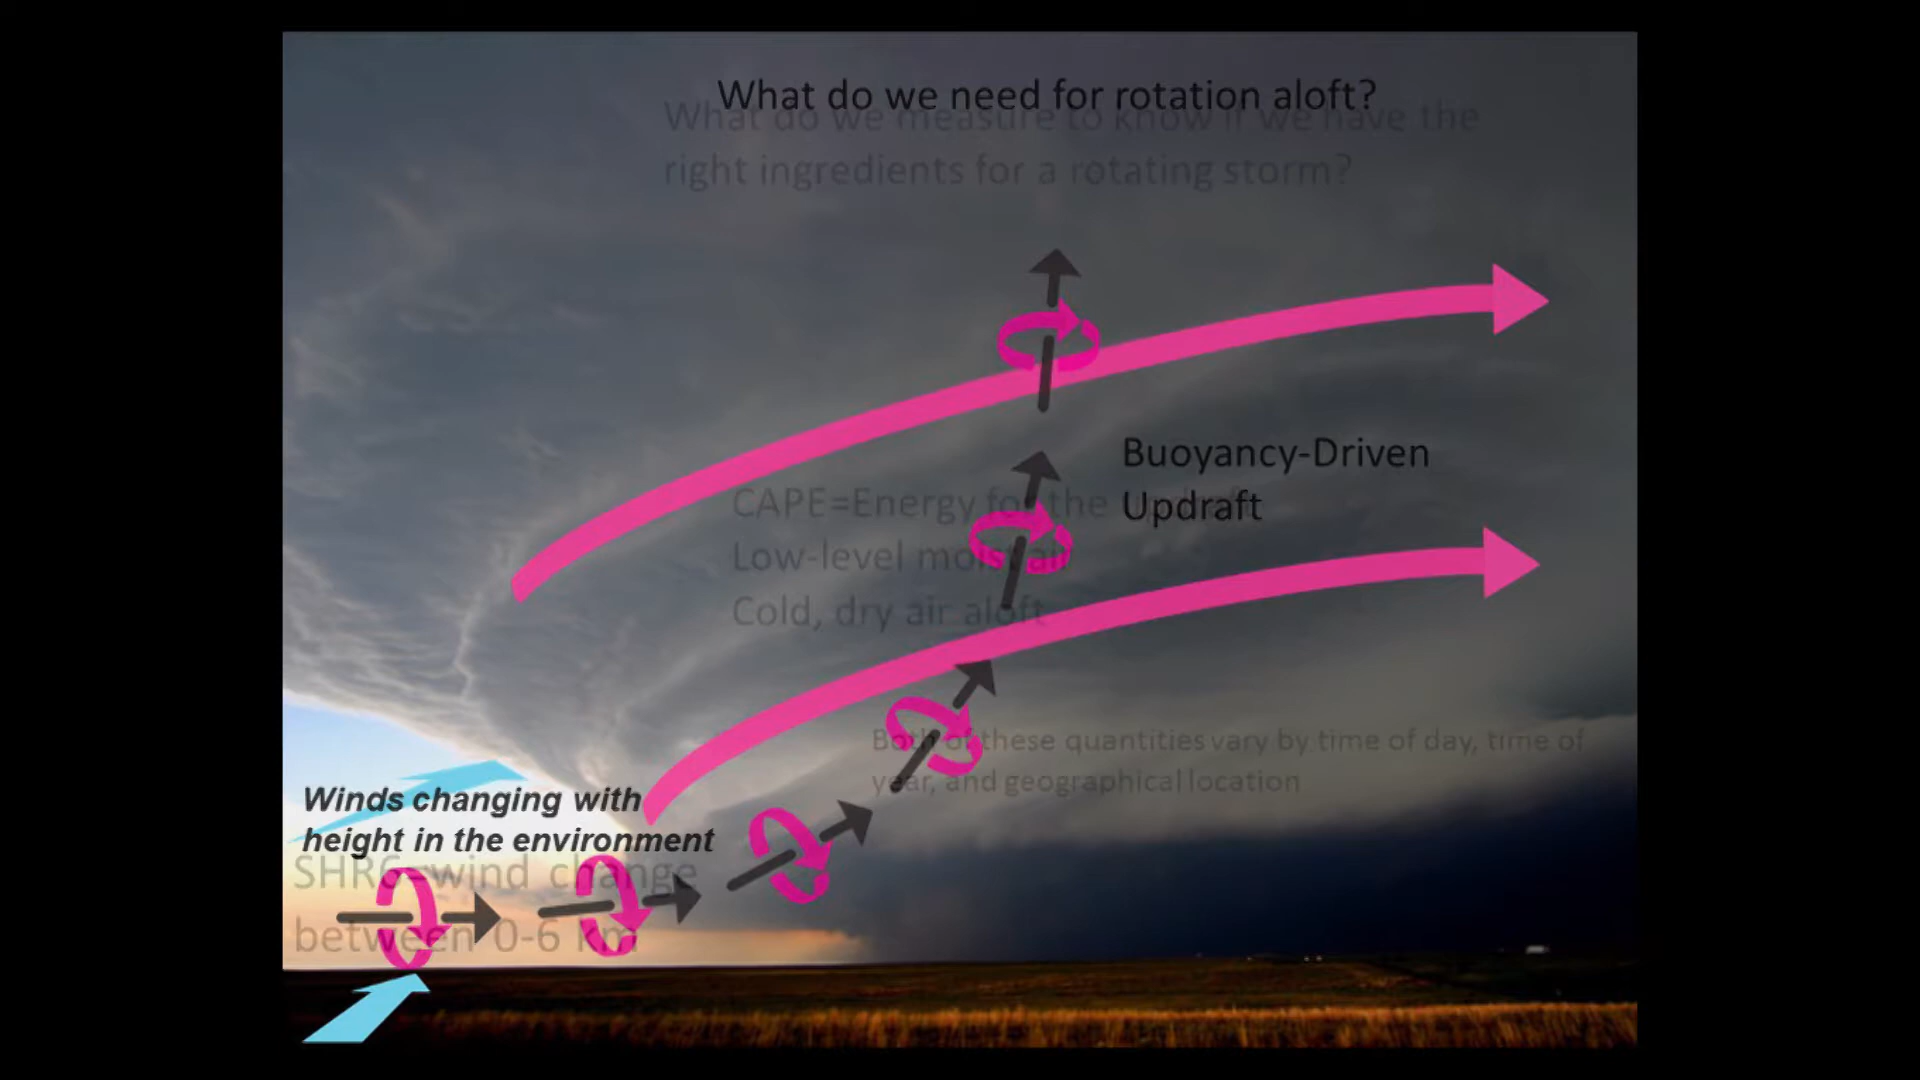 What do we need for rotation aloft?
What do we measure to know if we have the
right ingredients for a rotating storm?
Buoyancy-Driven
Updraft
CAPE=Energy for the
Low-level moist air
Cold, dry air aloft
Both of these quantities vary by time of day, time of
year, and geographical location
Winds changing with
height in the environment
SHR6=wind change
between 0-6 km